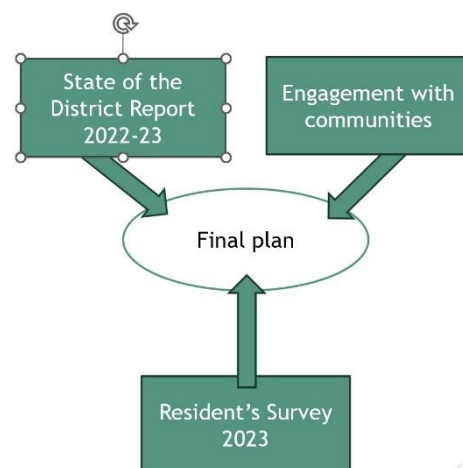 State of the
District Report
2022-23
Engagement with
communities
Final plan
Resident’s Survey
2023